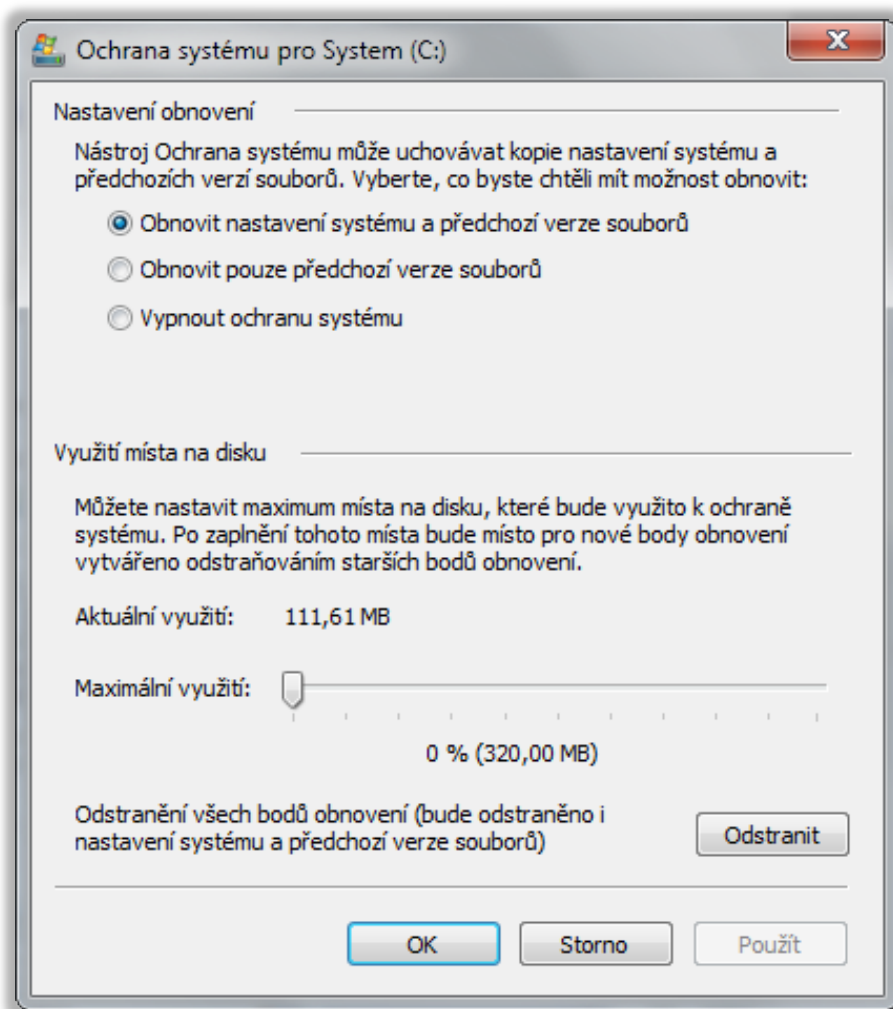 Ochrana systému pro System (C:)
Nastavení obnovení
Nástroj Ochrana systému může uchovávat kopie nastavení systému a
předchozích verzí souborů. Vyberte, co byste chtěli mít možnost obnovit:
Obnovit nastavení systému a předchozí verze souborů
Obnovit pouze předchozí verze souborů
Vypnout ochranu systému
Využití místa na disku
Můžete nastavit maximum místa na disku, které bude využito k ochraně
systému. Po zaplnění tohoto místa bude místo pro nové body obnovení
vytvářeno odstraňováním starších bodů obnovení.
Aktuální využití: 111,61 MB
Maximální využití:
0 % (320,00 MB)
Odstranění všech bodů obnovení (bude odstraněno i
nastavení systému a předchozí verze souborů)
Odstranit
OK Storno Použít